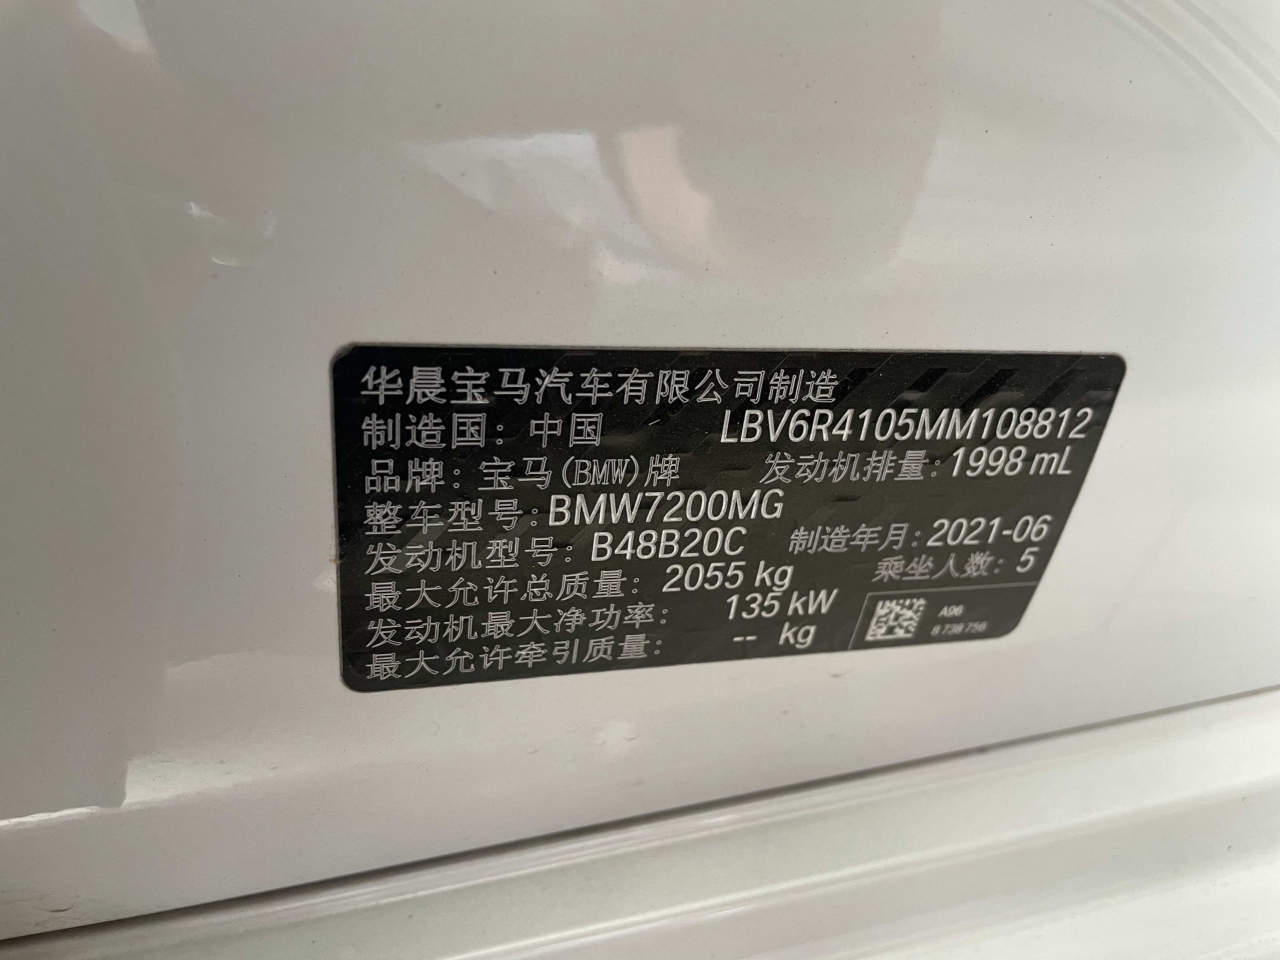 华晨宝马汽车有限公司制造
制造国：中国 LBV6R4105MM108812
品牌：宝马(BMW)牌 发动机排量：1998 mL
整车型号：BMW7200MG
发动机型号：B48B20C 制造年月：2021-06
最大允许总质量：2055 kg 乘坐人数：5
发动机最大净功率：135 kW
最大允许牵引质量：-- kg
A96
8 738 756